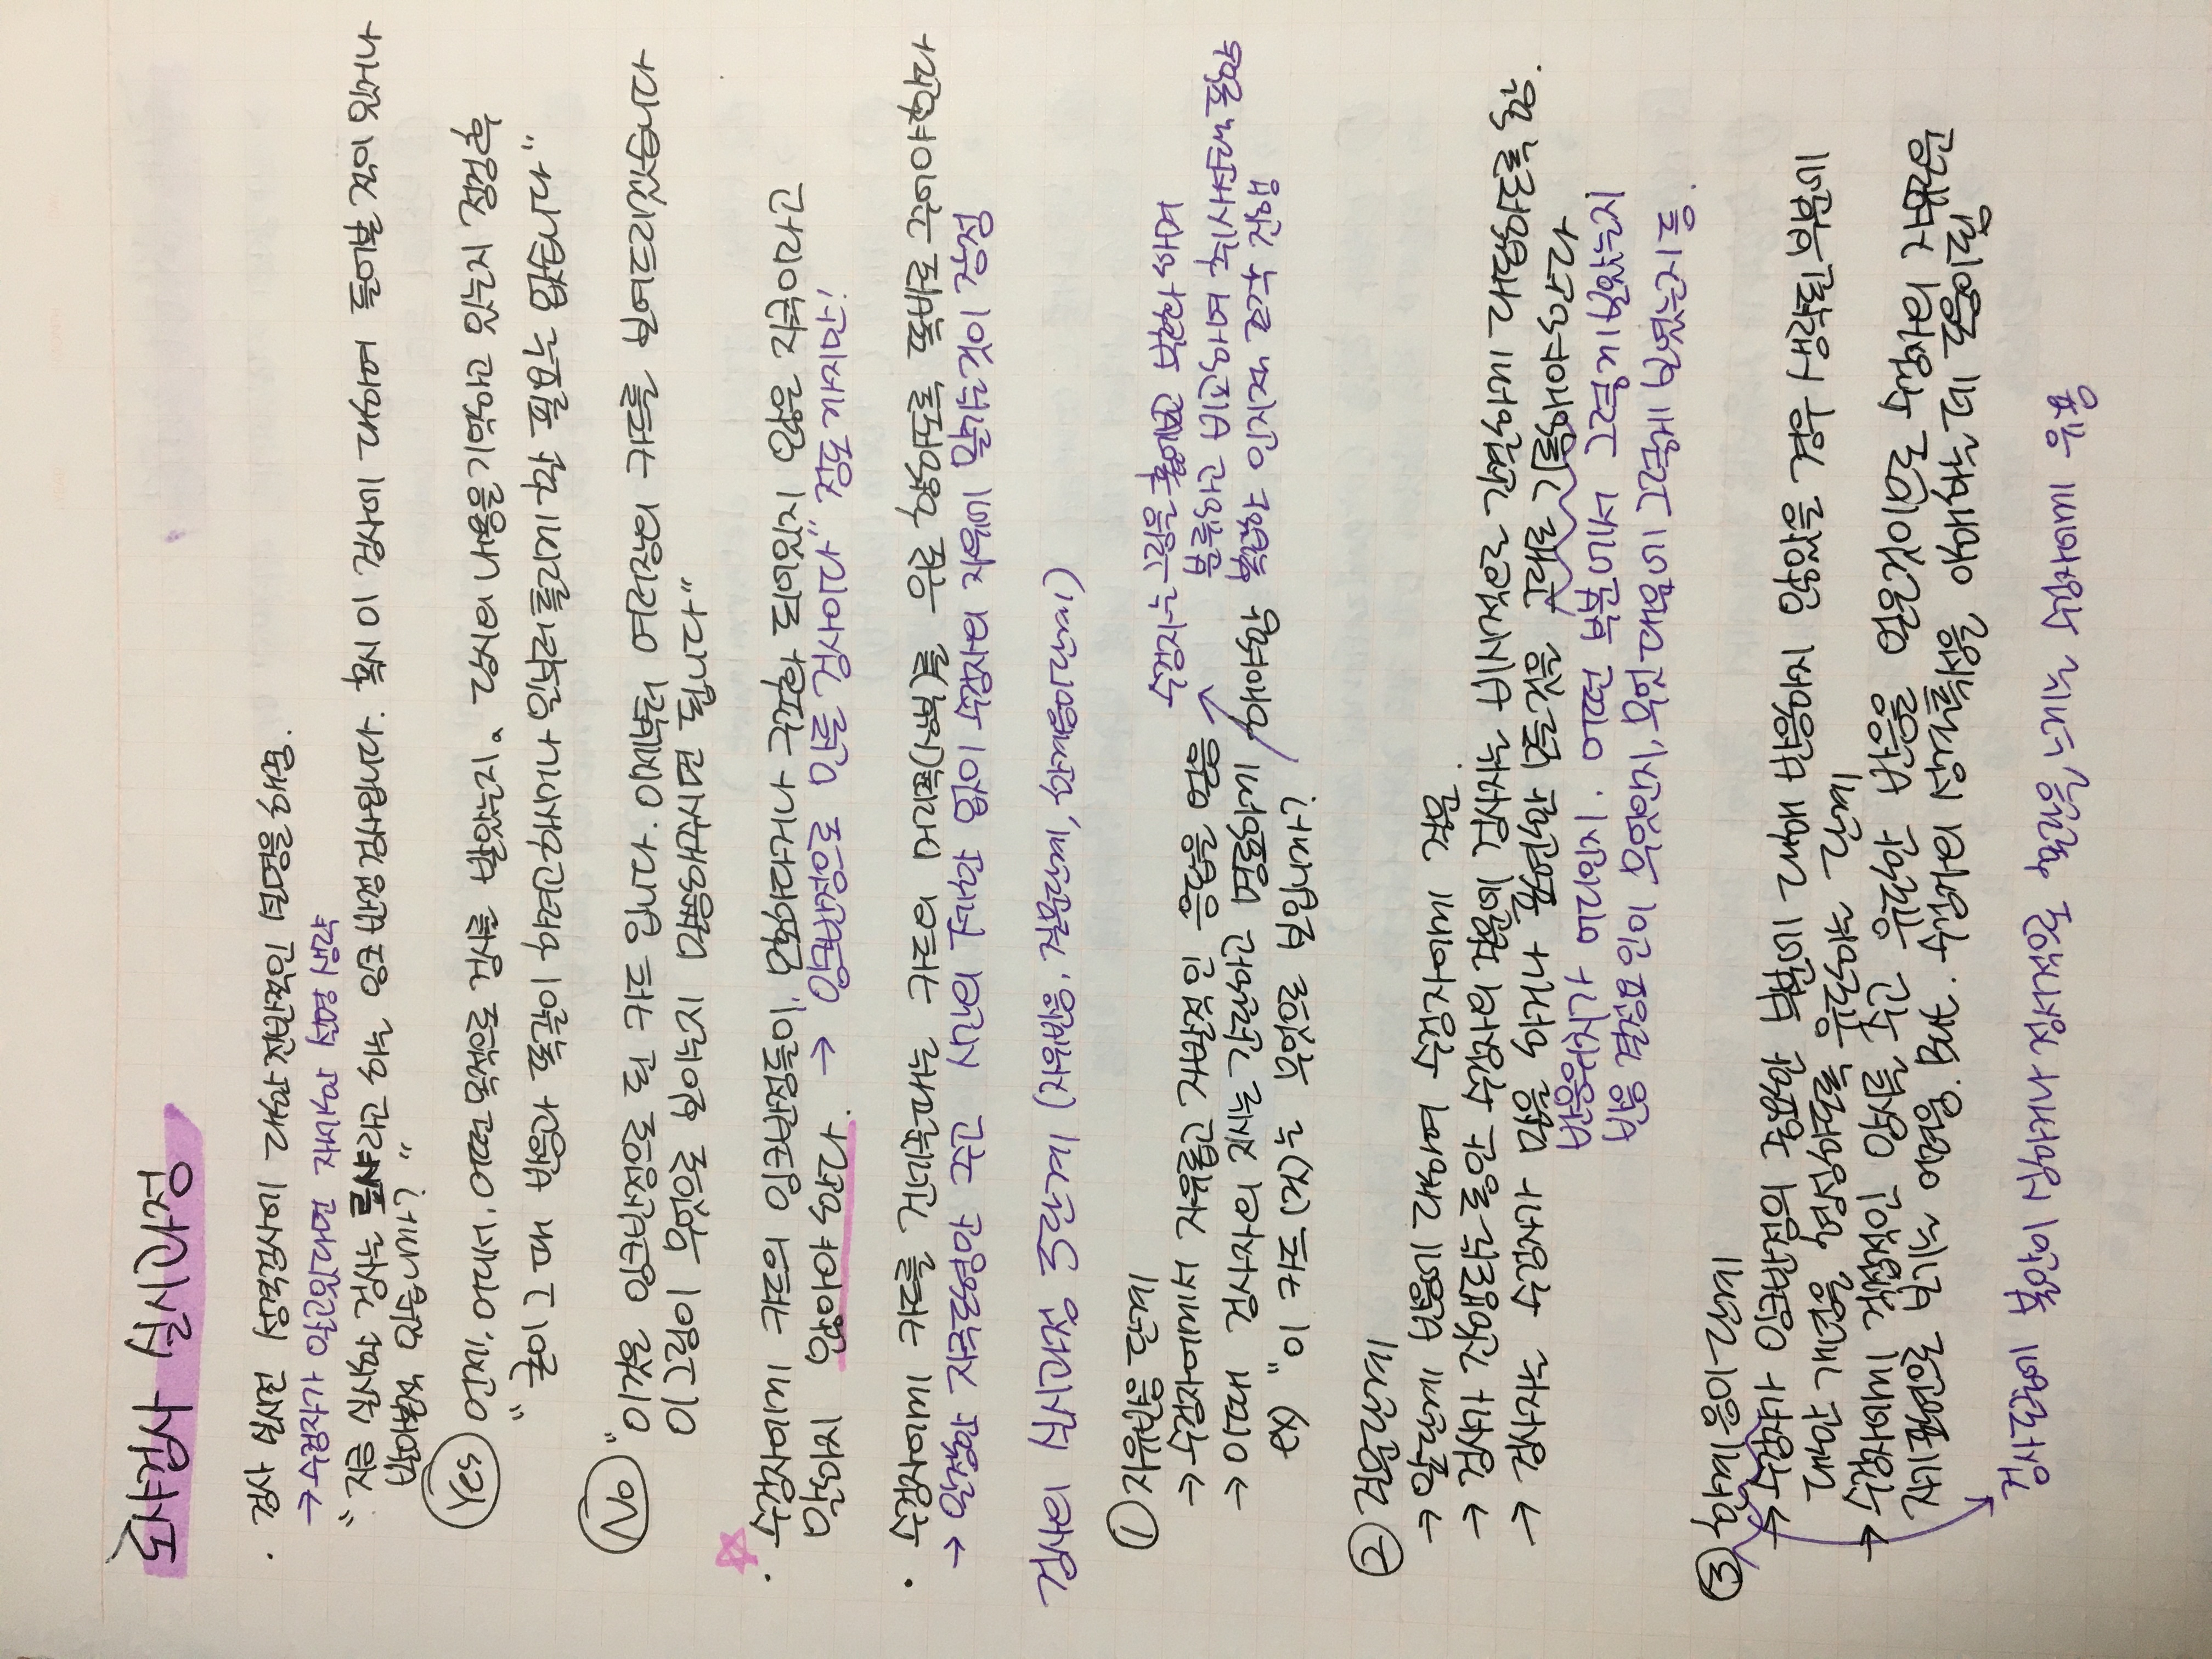 로샤검사 실시과정
· 검사 실시전 성격검사에 대한 전반적인 설명을 해줌.
→ 수검자가 알고있다면 자세한 설명 생략
" 지금 실시할 검사는 로샤라고 하는 잉크반점검사입니다. 혹시 이 검사에 대하여 들어볼 적이 있거나
받아본적 있습니까? "
Yes 언제, 어디서, 어떤 목적으로 검사를 받았는지. 당시의 내용을 기억하고 있는지 점검후
" 굳이 그 때 반응과 똑같이 하려고하시거나 일부러 틀리게 할 필요는 없습니다 "
No " 이것은 잉크반점으로 된 카드 입니다. 이제부터 여러장의 카드를 보여드리겠습니다
이 그림이 무엇으로 보이는지 말씀해주시면 됩니다 "
· 수검자에게 카드의 잉크반점들이, 모호하다거나 구조화 되어있지 않은 자극이라고
말하지 않아야 한다. → 잉크반점으로 만든 검사이다" 정도 까지만!
· 수검자에게 카드를 건네줄때는 카드의 머리쪽(상부)를 위로 향하도록 똑바로 주어야한다
→ 일정한 자극도형만 주고 시간의 제한 없이 수검자의 자유에 맡기는것이 장점
검사의 실시과정 3단계 (자유반응, 질문단계, 한계음미단계)
① 자유반응 단계
→ 수검자에게서 자유롭고 자발적인 응답을 얻음
→ 이때 검사자의 지시는 간단하고 명료하게 해야함
ex) "이 카드(것)는 무엇으로 보입니까?
수검자는 그림을 훑어보고 부호화 하며
분류하고 비교하여 취사선택 통한
복잡한 인지적 조작 진행
② 질문단계
→ 앞단계 반응에 대하여 수검자에게 질문.
→ 검사가 진행되는동안 수검자의 질문에 검사자는 비지시적으로 간결하게 대답하도록 함.
→ 검사자는 수검자가 말을 하거나 표현한 모든것을 그대로 기록해야한다
반응위치가 어디인지. 어떤 부분에서 그렇게 보았는지
반응 결정요인이 무엇인지, 무엇 때문에 그렇게 보였는지 등.
③ 한계 음미 단계
→ 수검자가 잉크반점의 중요한 부분에 대해 반응하지 않았을 경우 생략된 부분에
대한 개념을 형성하도록 유도하는 단계
→ 수검자에게 직접적인 암시를 주고 유도한 반응을 얻은것이므로 수검자의 자유로운
자기표현으로 보기는 어려움. But. 수검자의 성격특성을 이해하는 데 도움이됨
검사도중에 불안이 심하거나 정서적으로 혼란을 느끼는 수검자에게 유용